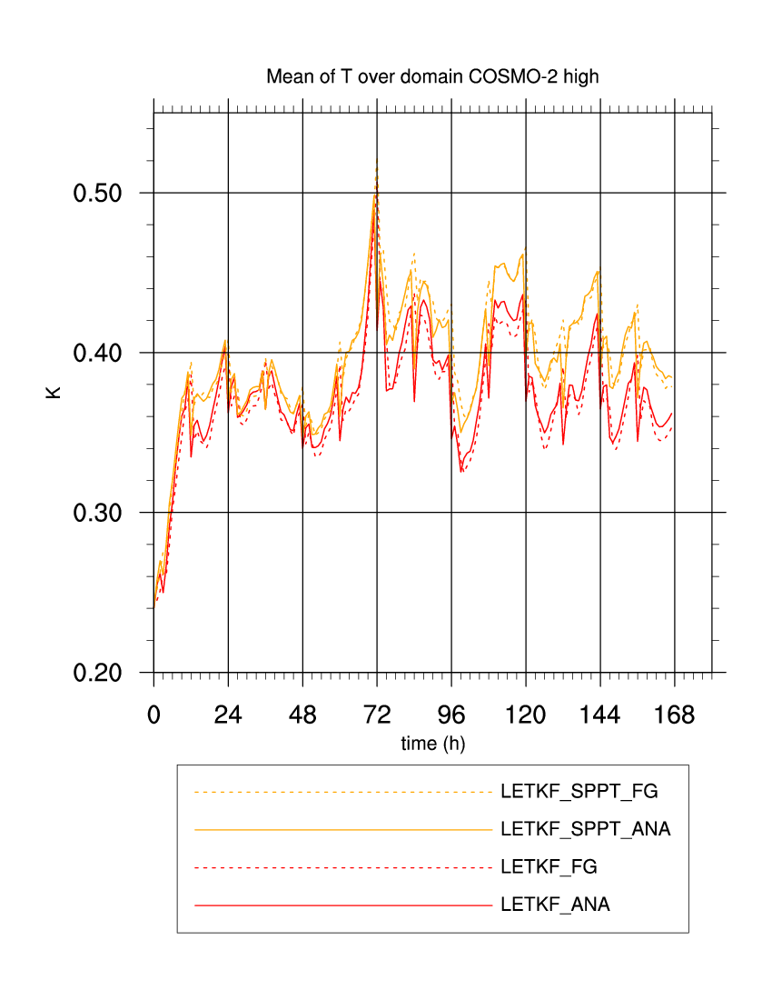 Mean of T over domain COSMO-2 high
0.50
0.40
K
0.30
0.20
0 24 48 72 96 120 144 168
time (h)
LETKF_SPPT_FG
LETKF_SPPT_ANA
LETKF_FG
LETKF_ANA